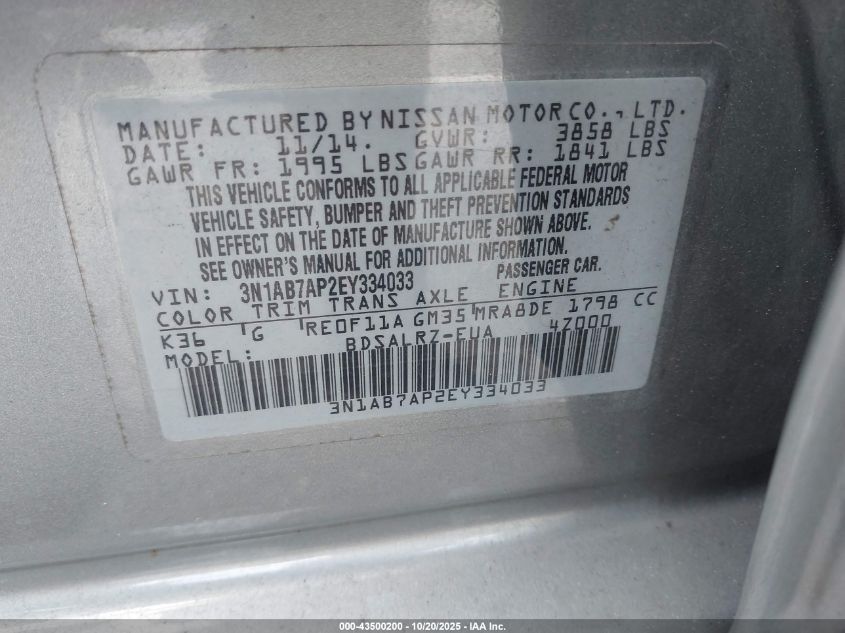 MANUFACTURED BY NISSAN MOTOR CO., LTD.
DATE: 11/14. GVWR: 3858 LBS
GAWR FR: 1995 LBS GAWR RR: 1841 LBS
THIS VEHICLE CONFORMS TO ALL APPLICABLE FEDERAL MOTOR
VEHICLE SAFETY, BUMPER AND THEFT PREVENTION STANDARDS
IN EFFECT ON THE DATE OF MANUFACTURE SHOWN ABOVE.
SEE OWNER'S MANUAL FOR ADDITIONAL INFORMATION.
VIN: 3N1AB7AP2EY334033 PASSENGER CAR.
COLOR TRIM TRANS AXLE ENGINE
K36 G RE0F11A GM35 MRA8DE 1798 CC
MODEL: BDSALRZ-EUA 4Z000
3N1AB7AP2EY334033
000-43500200 - 10/20/2025 - IAA Inc.